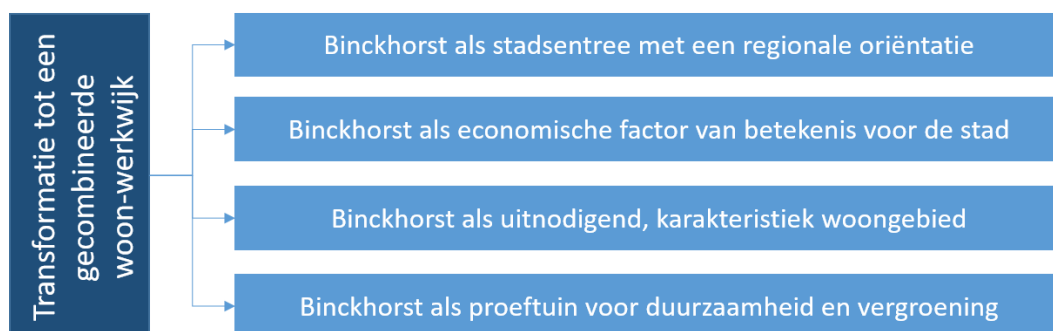 Transformatie tot een
gecombineerde
woon-werkwijk
Binckhorst als stadsentree met een regionale oriëntatie
Binckhorst als economische factor van betekenis voor de stad
Binckhorst als uitnodigend, karakteristiek woongebied
Binckhorst als proeftuin voor duurzaamheid en vergroening